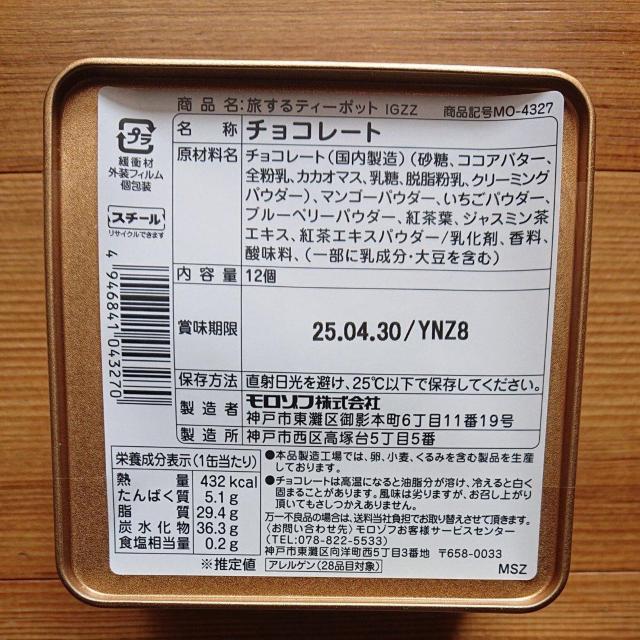 商品名:旅するティーポット IGZZ 商品記号MO-4327
名称 チョコレート
原材料名 チョコレート(国内製造)(砂糖、ココアバター、
全粉乳、カカオマス、乳糖、脱脂粉乳、クリーミング
パウダー)、マンゴーパウダー、いちごパウダー、
ブルーベリーパウダー、紅茶葉、ジャスミン茶
エキス、紅茶エキスパウダー/乳化剤、香料、
酸味料、(一部に乳成分・大豆を含む)
内容量 12個
賞味期限 25.04.30/YNZ8
保存方法 直射日光を避け、25℃以下で保存してください。
製造者 モロゾフ株式会社
神戸市東灘区御影本町6丁目11番19号
製造所 神戸市西区高塚台5丁目5番
プラ
緩衝材
外装フィルム
個包装
スチール
リサイクルできます
4946841043270
栄養成分表示(1缶当たり)
熱量 432kcal
たんぱく質 5.1g
脂質 29.4g
炭水化物 36.3g
食塩相当量 0.2g
※推定値
●本品製造工場では、卵、小麦、くるみを含む製品を生産
しております。
●チョコレートは高温になると油脂分が溶け、冷えると白く
固まることがあります。風味は劣りますが、お召し上がり
頂いてもさしつかえありません。
万一不良品の場合は、送料当社負担でお取り替えさせて頂きます。
(お問い合わせ先)モロゾフお客様サービスセンター
(TEL:078-822-5533)
神戸市東灘区向洋町西5丁目3番地 〒658-0033
アレルゲン(28品目対象)
MSZ